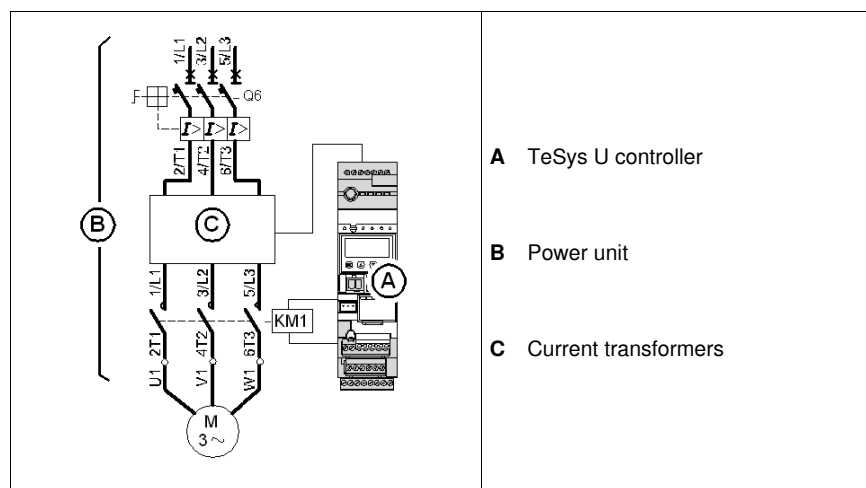 1/L1 3/L2 5/L3
Q6
I> I> I>
2/T1 4/T2 6/T3
A TeSys U controller
B
C
B Power unit
A
1/L1 3/L2 5/L3
KM1
C Current transformers
2T1 4T2 6T3
U1 V1 W1
M
3~